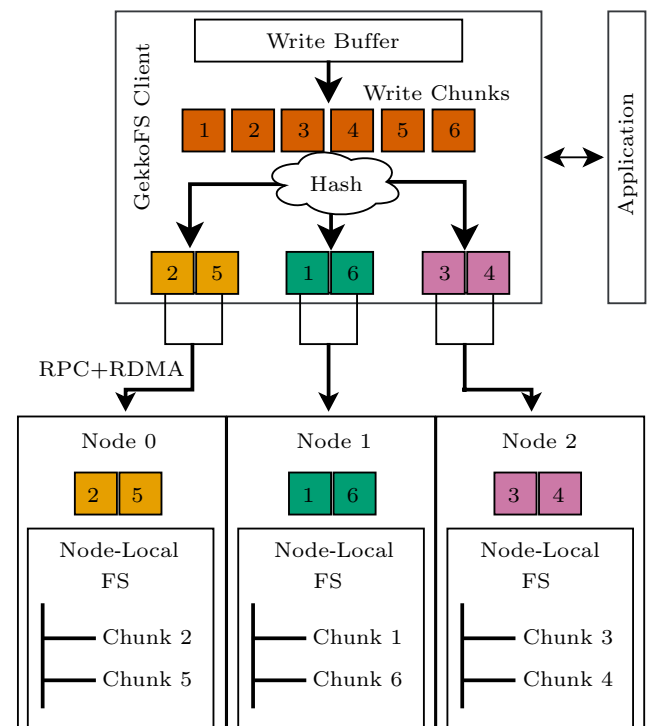 Write Buffer
GekkoFS Client
Write Chunks
1 2 3 4 5 6
Application
Hash
2 5 1 6 3 4
RPC+RDMA
Node 0 Node 1 Node 2
2 5 1 6 3 4
Node-Local Node-Local Node-Local
FS FS FS
Chunk 2 Chunk 1 Chunk 3
Chunk 5 Chunk 6 Chunk 4